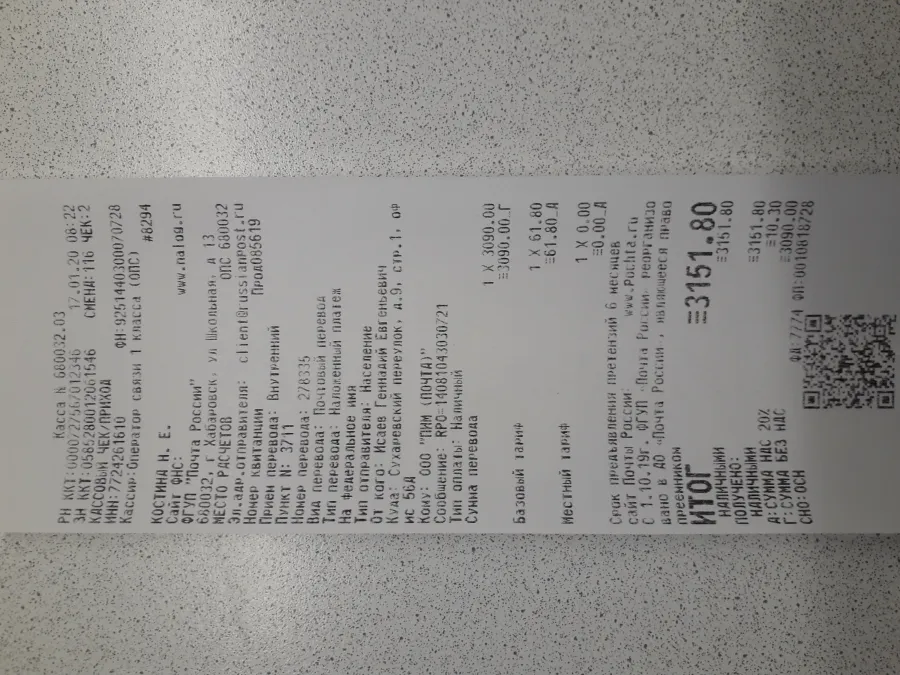 Касса N 680032.03
РН ККТ:0000727567012346 17.01.20 08:22
ЗН ККТ:05852800120б1546 СМЕНА:116 ЧЕК:2
КАССОВЫЙ ЧЕК/ПРИХОД
ИНН:7724261610 ФН:9251440300070728
Кассир:Оператор связи 1 класса (ОПС)
#8294
КОСТИНА Н. Е.
Сайт ФНС: www.nalog.ru
ФГУП "Почта России"
680032, г Хабаровск, ул Школьная, д 13
МЕСТО РАСЧЕТОВ ОПС 680032
Эл.адр.отправителя: client@russianpost.ru
Номер квитанции Прод085619
Прием перевода: Внутренний
Пункт N: 3711
Номер перевода: 278335
Вид перевода: Почтовый перевод
Тип перевода: Наложенный платеж
На федеральное имя
Тип отправителя: Население
От кого: Исаев Геннадий Евгеньевич
Куда: Сухаревский переулок, д.9, стр.1, оф
ис 56Д
Кому: ООО "ПИМ (ПОЧТА)"
Сообщение: RPO=14081043030721
Тип оплаты: Наличный
Сумма перевода
1 X 3090.00
≡3090.00_Г
Базовый тариф
1 X 61.80
≡61.80_А
Местный тариф
1 X 0.00
≡0.00_А
Срок предъявления претензий 6 месяцев
сайт Почты России: www.Pochta.ru
С 1.10.19г. ФГУП «Почта России» реорганизо
вано в АО «Почта России», являющееся право
преемником
ИТОГ ≡3151.80
НАЛИЧНЫМИ ≡3151.80
ПОЛУЧЕНО:
НАЛИЧНЫМИ ≡3151.80
А:СУММА НДС 20% ≡10.30
Г:СУММА БЕЗ НДС ≡3090.00
СНО:ОСН ФД:7774 ФП:0010818728